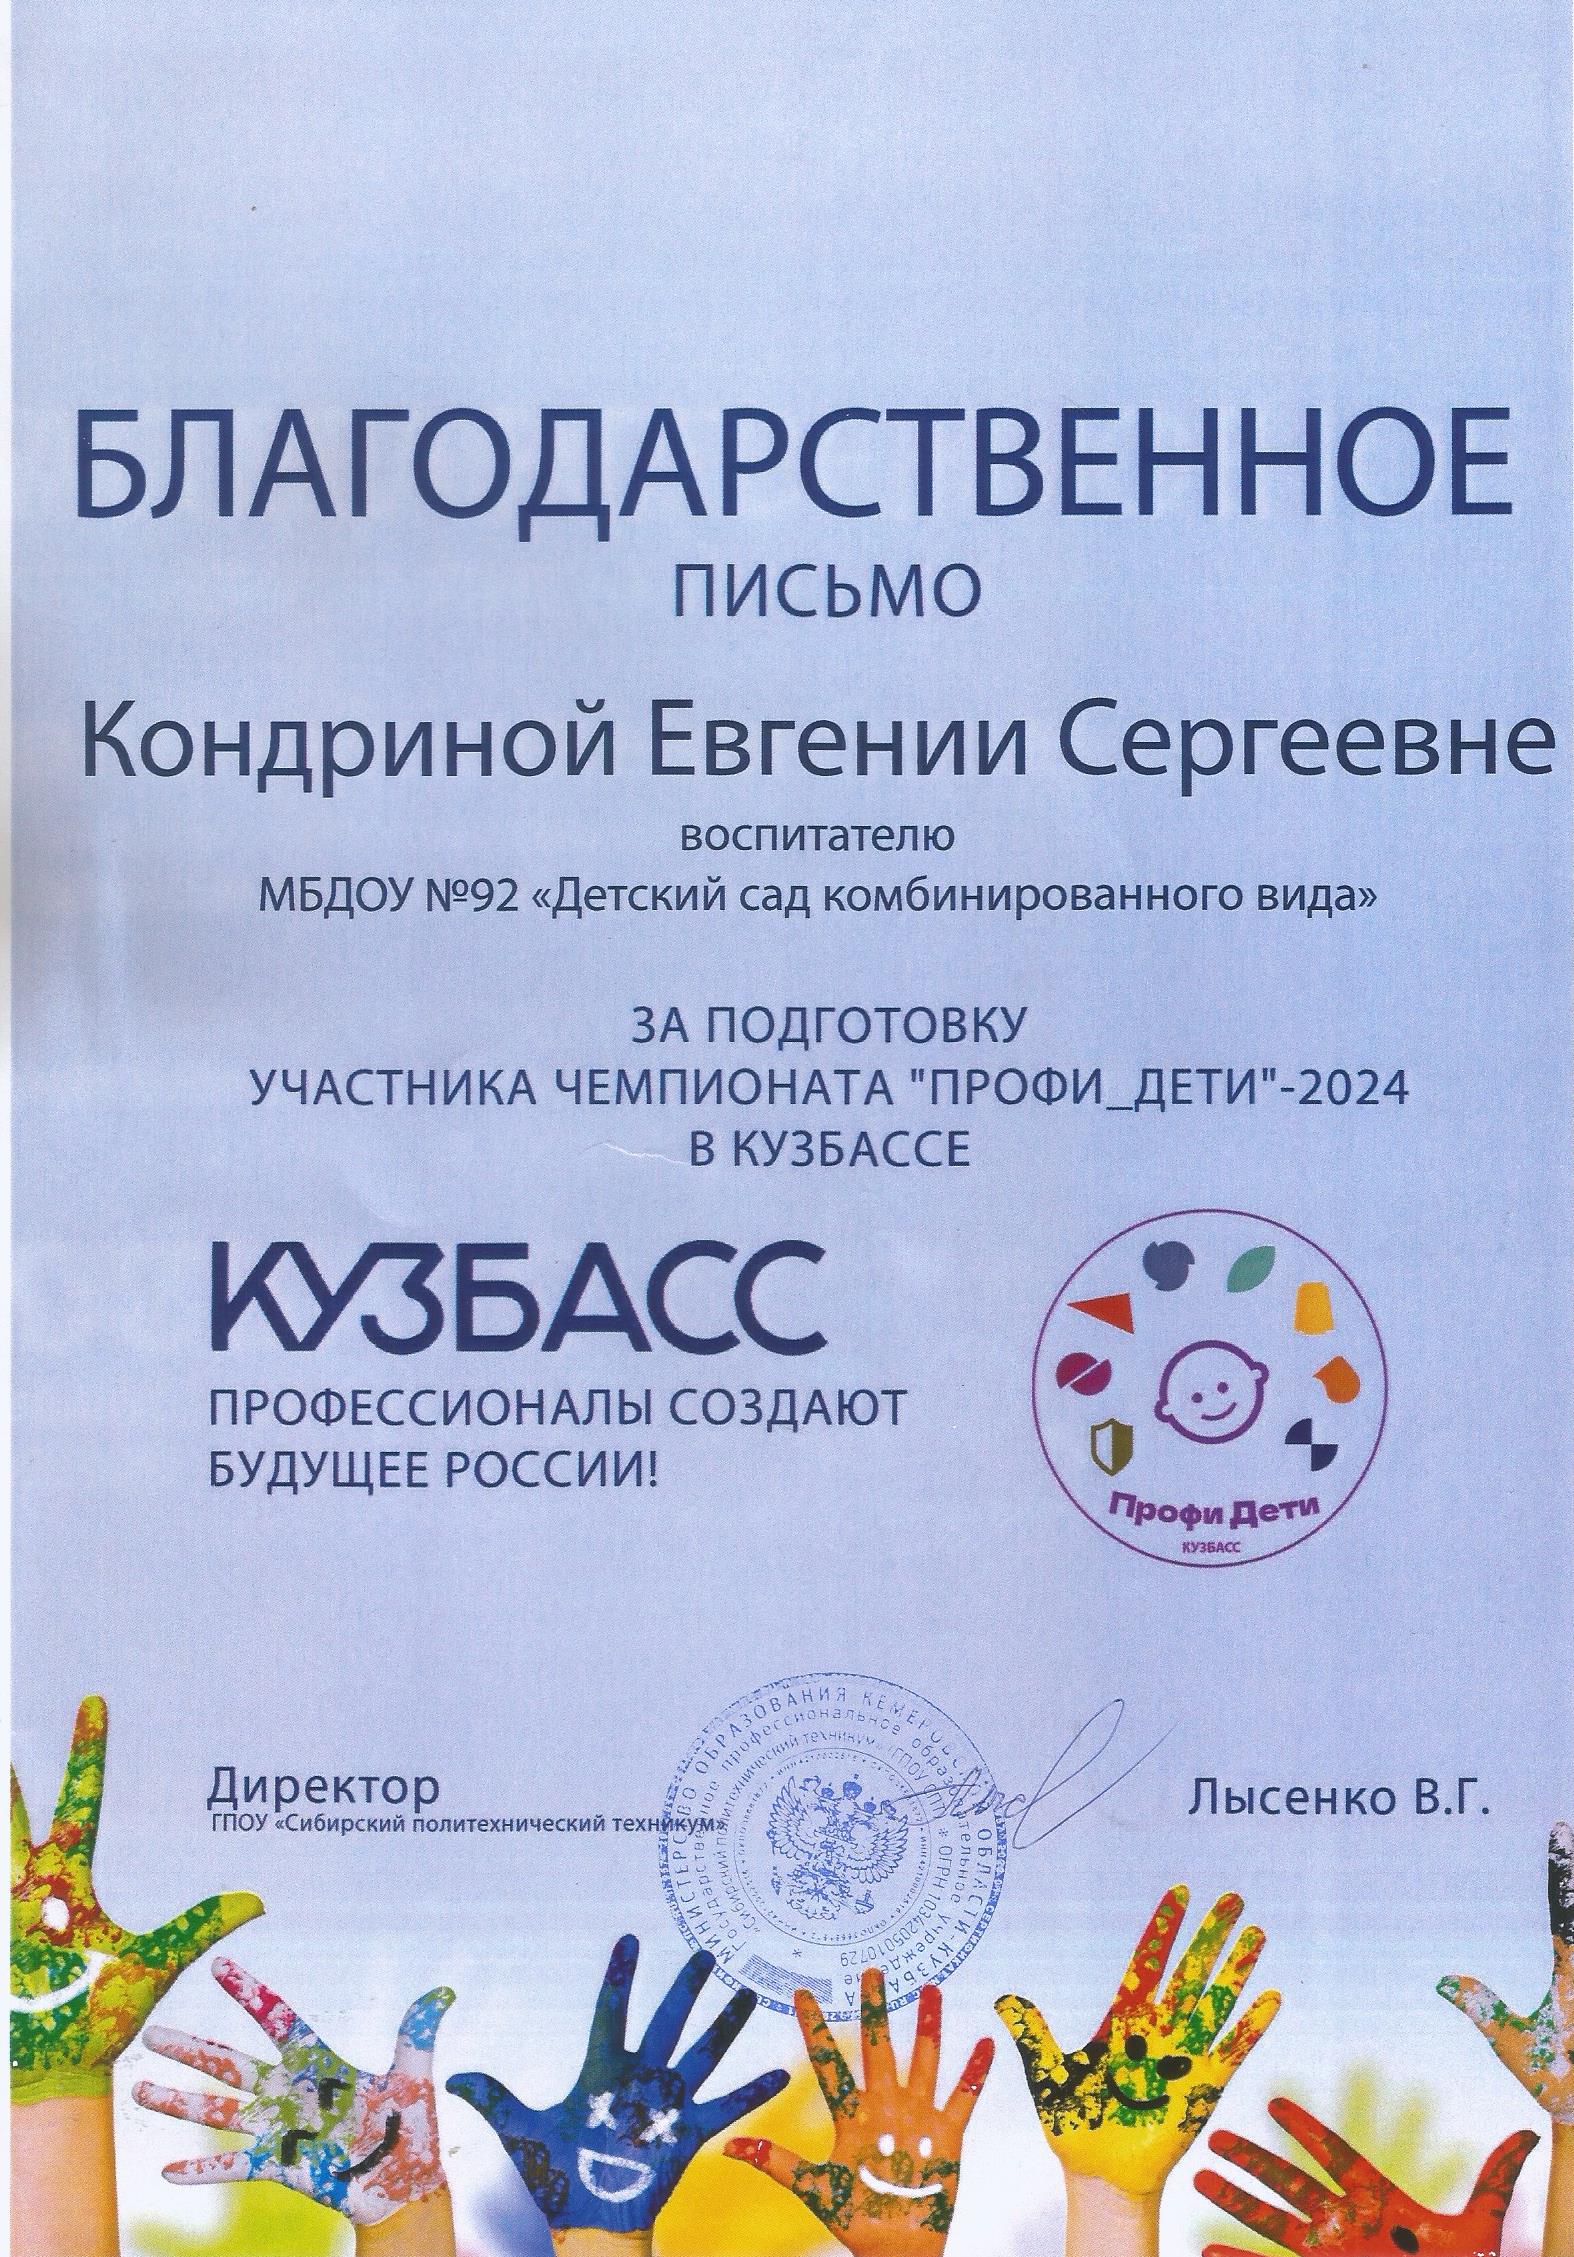 БЛАГОДАРСТВЕННОЕ
ПИСЬМО
Кондриной Евгении Сергеевне
воспитателю
МБДОУ №92 «Детский сад комбинированного вида»
ЗА ПОДГОТОВКУ
УЧАСТНИКА ЧЕМПИОНАТА "ПРОФИ_ДЕТИ"-2024
В КУЗБАССЕ
КУЗБАСС
ПРОФЕССИОНАЛЫ СОЗДАЮТ
БУДУЩЕЕ РОССИИ!
Профи Дети
КУЗБАСС
Директор
ГПОУ «Сибирский политехнический техникум»
Лысенко В.Г.
МИНИСТЕРСТВО ОБРАЗОВАНИЯ КЕМЕРОВСКОЙ ОБЛАСТИ-КУЗБАССА
Государственное профессиональное образовательное учреждение
«Сибирский политехнический техникум» (ГПОУ СПТ) * ОГРН 1034205010729 *